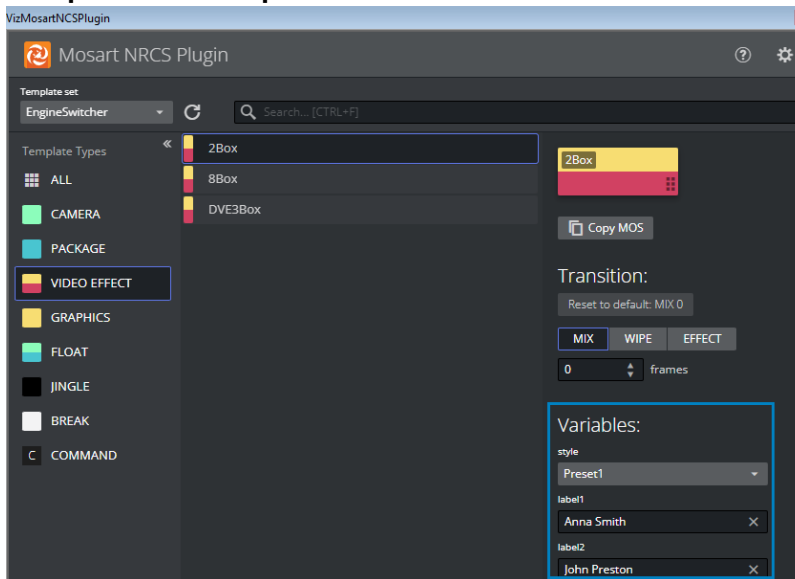 VizMosartNCSPlugin
Mosart NRCS Plugin
Template set
EngineSwitcher
Search... [CTRL+F]
Template Types
ALL
CAMERA
PACKAGE
VIDEO EFFECT
GRAPHICS
FLOAT
JINGLE
BREAK
C COMMAND
2Box
8Box
DVE3Box
2Box
Copy MOS
Transition:
Reset to default: MIX 0
MIX WIPE EFFECT
0 frames
Variables:
style
Preset1
label1
Anna Smith
label2
John Preston